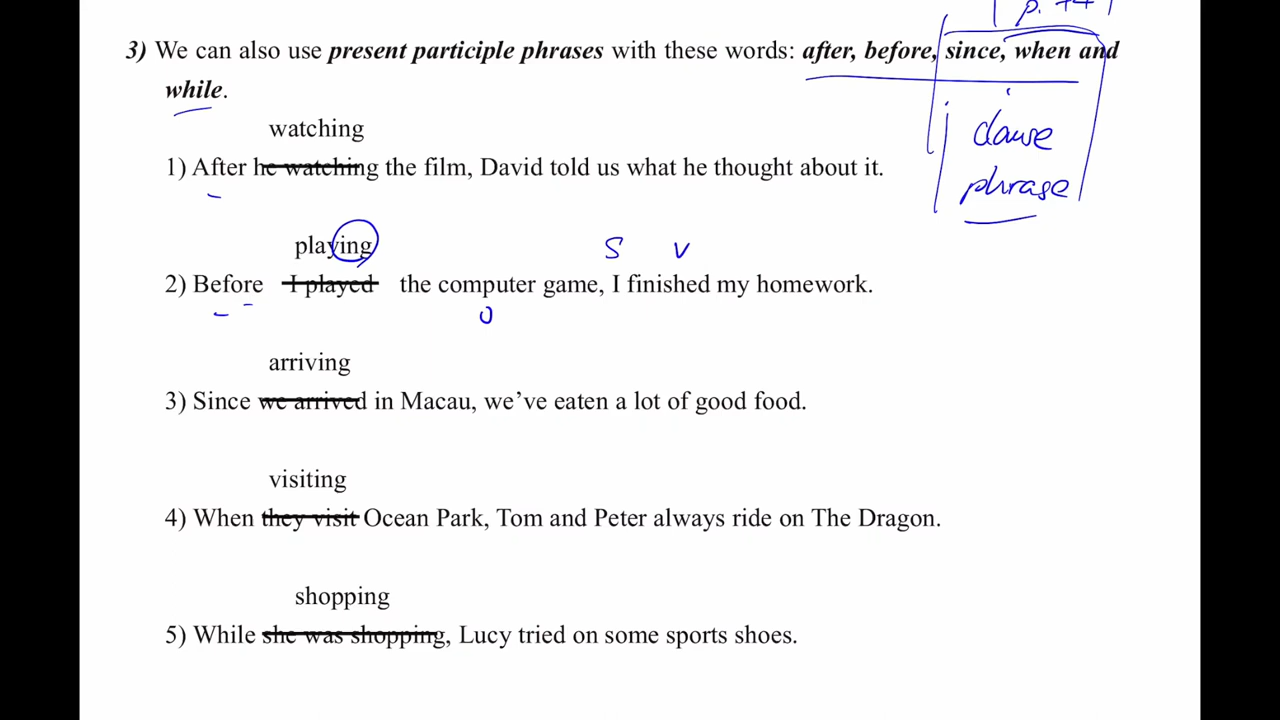 p. 44
3) We can also use present participle phrases with these words: after, before, since, when and
while.
clause
phrase
watching
1) After he watching the film, David told us what he thought about it.
playing
S V
2) Before I played the computer game, I finished my homework.
O
arriving
3) Since we arrived in Macau, we've eaten a lot of good food.
visiting
4) When they visit Ocean Park, Tom and Peter always ride on The Dragon.
shopping
5) While she was shopping, Lucy tried on some sports shoes.